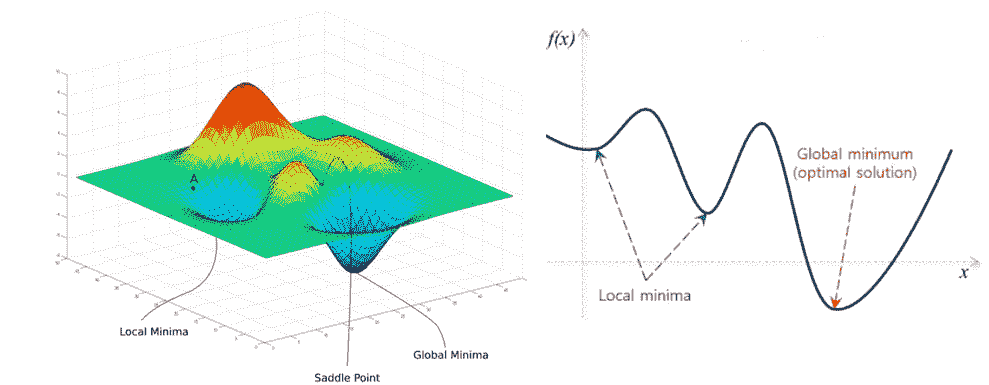 A
Local Minima
Saddle Point
Global Minima
f(x)
Local minima
Global minimum
(optimal solution)
x